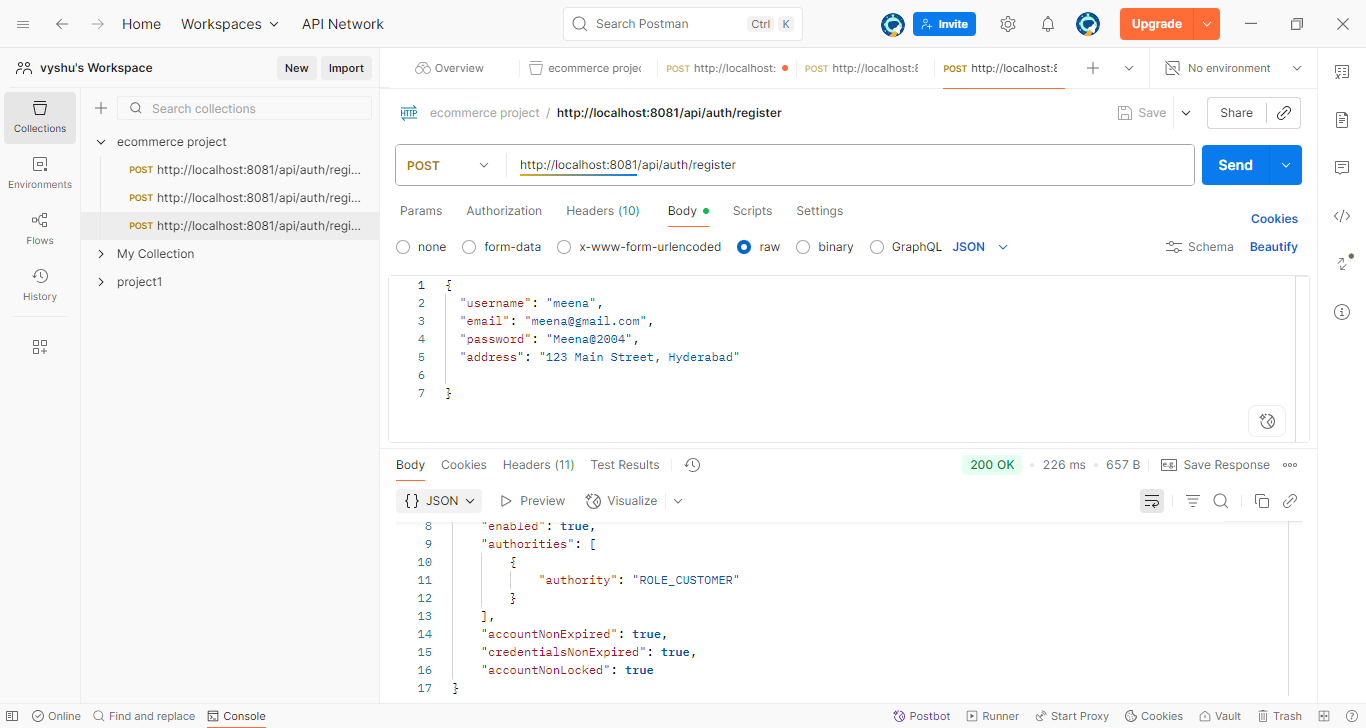 Home Workspaces API Network Search Postman Ctrl K Invite Upgrade
vyshu's Workspace New Import Overview ecommerce projec POST http://localhost: POST http://localhost:8 POST http://localhost:8 No environment
Collections
Environments
Flows
History
Search collections
ecommerce project
POST http://localhost:8081/api/auth/regi...
POST http://localhost:8081/api/auth/regi...
POST http://localhost:8081/api/auth/regi...
My Collection
project1
HTTP ecommerce project / http://localhost:8081/api/auth/register Save Share
POST http://localhost:8081/api/auth/register Send
Params Authorization Headers (10) Body Scripts Settings Cookies
none form-data x-www-form-urlencoded raw binary GraphQL JSON Schema Beautify
1 {
2 "username": "meena",
3 "email": "meena@gmail.com",
4 "password": "Meena@2004",
5 "address": "123 Main Street, Hyderabad"
6
7 }
Body Cookies Headers (11) Test Results 200 OK 226 ms 657 B e.g. Save Response
{} JSON Preview Visualize
8 "enabled": true,
9 "authorities": [
10 {
11 "authority": "ROLE_CUSTOMER"
12 }
13 ],
14 "accountNonExpired": true,
15 "credentialsNonExpired": true,
16 "accountNonLocked": true
17 }
Online Find and replace Console Postbot Runner Start Proxy Cookies Vault Trash